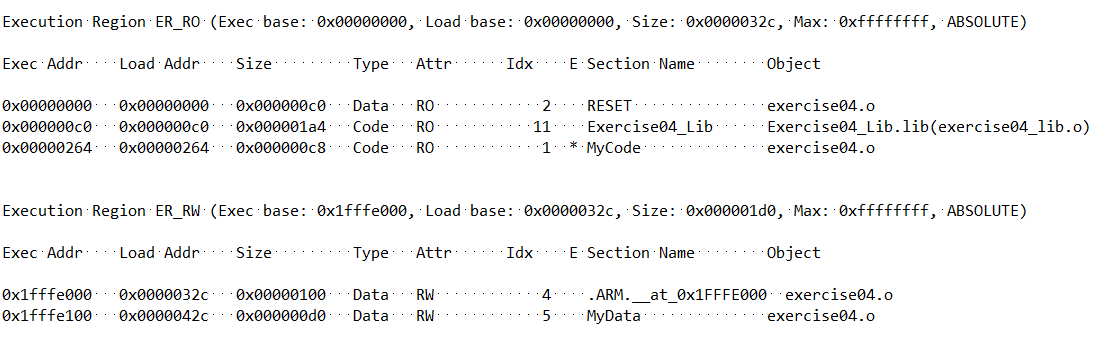 Execution Region ER_RO (Exec base: 0x00000000, Load base: 0x00000000, Size: 0x0000032c, Max: 0xffffffff, ABSOLUTE)
Exec Addr    Load Addr    Size         Type   Attr      Idx    E Section Name        Object
0x00000000   0x00000000   0x000000c0   Data   RO            2    RESET               exercise04.o
0x000000c0   0x000000c0   0x000001a4   Code   RO           11    Exercise04_Lib      Exercise04_Lib.lib(exercise04_lib.o)
0x00000264   0x00000264   0x000000c8   Code   RO            1  * MyCode              exercise04.o
Execution Region ER_RW (Exec base: 0x1fffe000, Load base: 0x0000032c, Size: 0x000001d0, Max: 0xffffffff, ABSOLUTE)
Exec Addr    Load Addr    Size         Type   Attr      Idx    E Section Name        Object
0x1fffe000   0x0000032c   0x00000100   Data   RW            4    .ARM.__at_0x1FFFE000  exercise04.o
0x1fffe100   0x0000042c   0x000000d0   Data   RW            5    MyData              exercise04.o